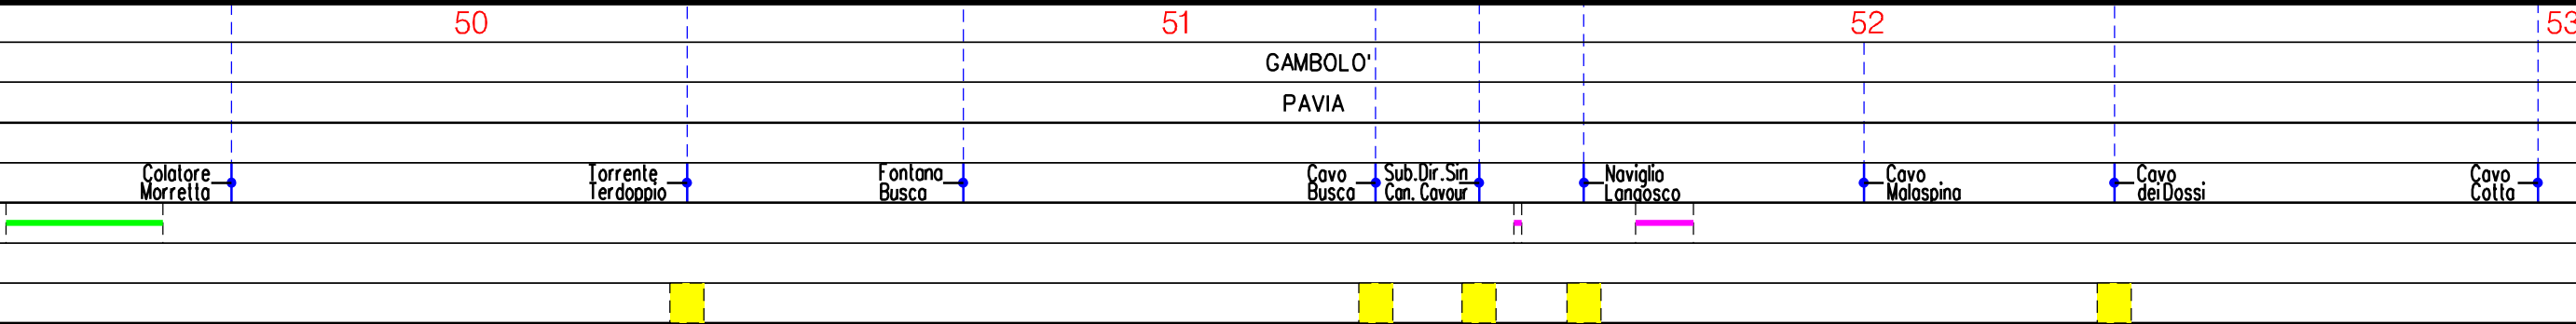 50 51 52 53
GAMBOLO'
PAVIA
Colatore
Morretta
Torrente
Terdoppio
Fontana
Busca
Cavo
Busca
Sub.Dir.Sin
Can. Cavour
Naviglio
Langosco
Cavo
Malaspina
Cavo
dei Dossi
Cavo
Cotta